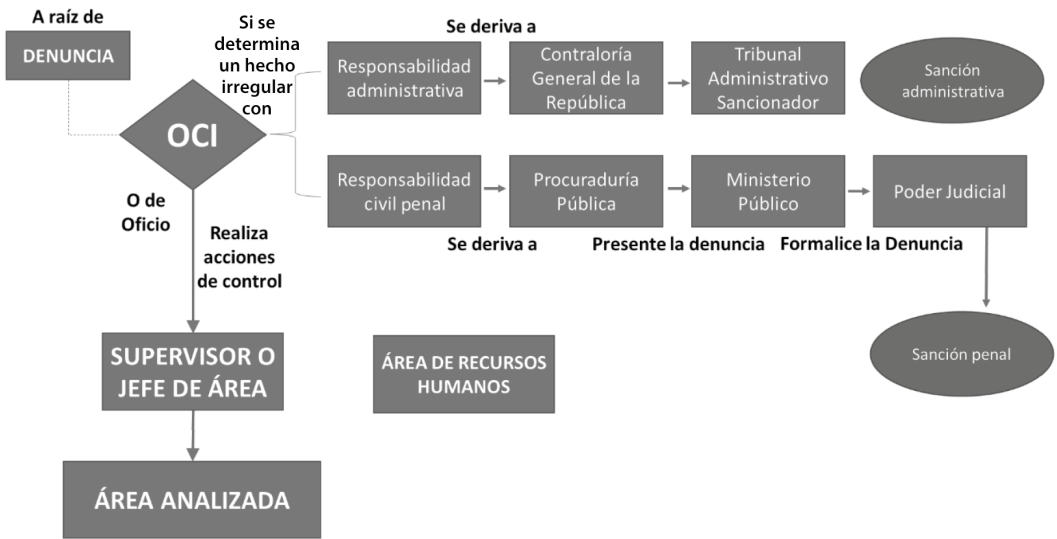 A raíz de
DENUNCIA
OCI
Si se
determina
un hecho
irregular
con
Se deriva a
Responsabilidad
administrativa
Contraloría
General de la
República
Tribunal
Administrativo
Sancionador
Sanción
administrativa
Responsabilidad
civil penal
Procuraduría
Pública
Ministerio
Público
Poder Judicial
Se deriva a
Presente la denuncia
Formalice la Denuncia
Sanción penal
O de
Oficio
Realiza
acciones
de control
SUPERVISOR O
JEFE DE ÁREA
ÁREA DE RECURSOS
HUMANOS
ÁREA ANALIZADA